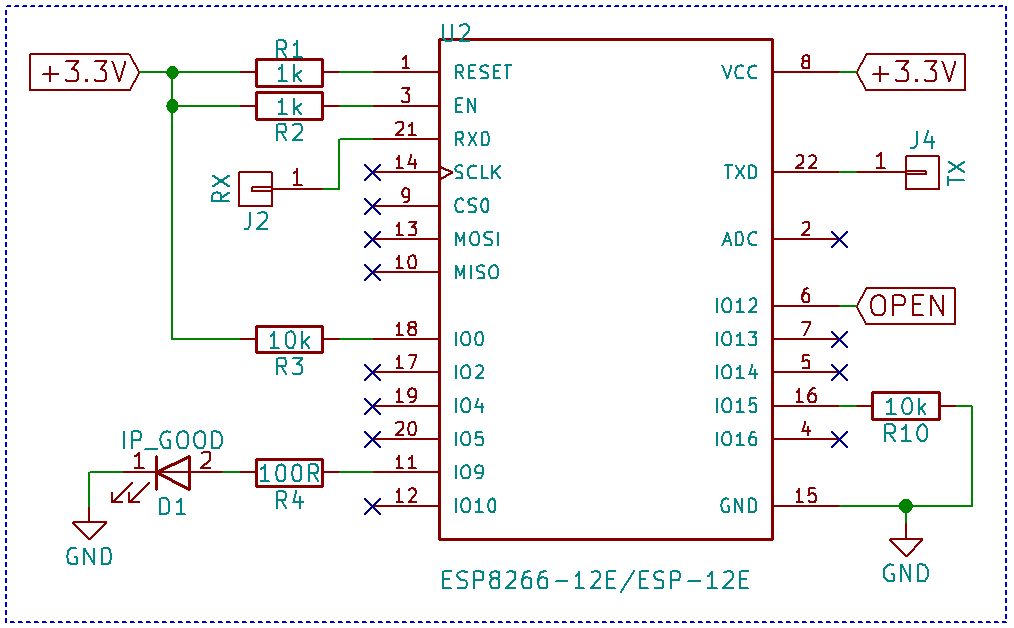 U2
+3.3V
R1
1k
1
RESET
VCC
8
+3.3V
1k
R2
3
EN
21
RXD
J4
14
SCLK
TXD
22
1
TX
RX
1
J2
9
CS0
13
MOSI
ADC
2
10
MISO
IO12
6
OPEN
10k
R3
18
IO0
IO13
7
17
IO2
IO14
5
19
IO4
IO15
16
10k
R10
20
IO5
IO16
4
IP_GOOD
1
2
D1
100R
R4
11
IO9
12
IO10
GND
15
GND
GND
ESP8266-12E/ESP-12E